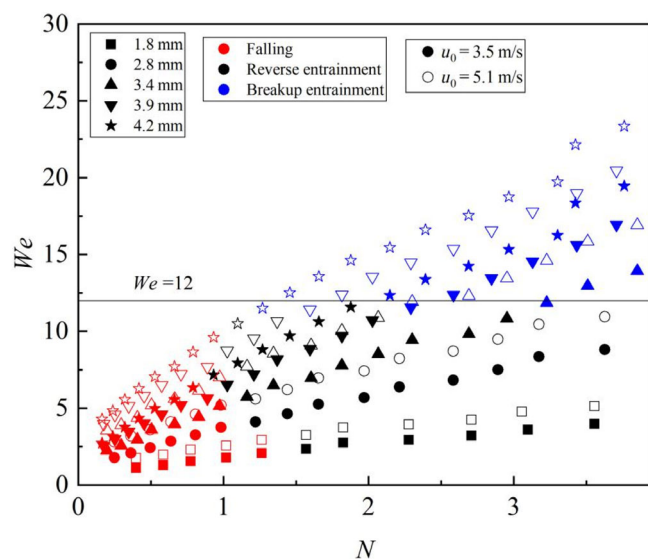 30
25
20
15
10
5
0
We
1.8 mm
2.8 mm
3.4 mm
3.9 mm
4.2 mm
Falling
Reverse entrainment
Breakup entrainment
u₀ = 3.5 m/s
u₀ = 5.1 m/s
We = 12
0 1 2 3
N